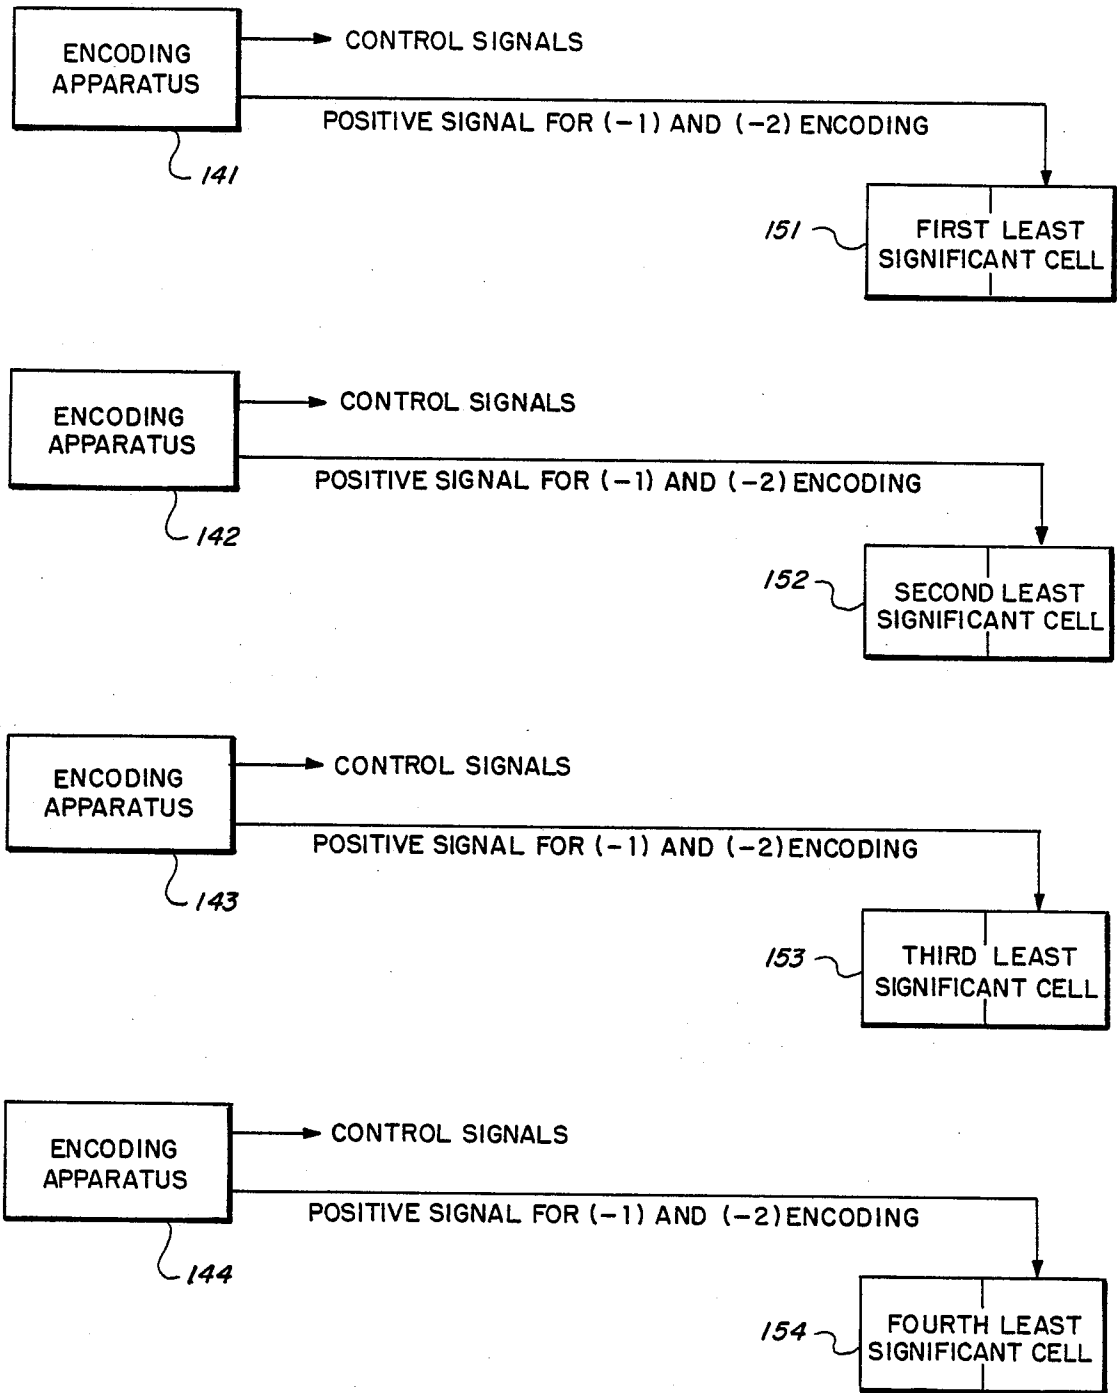 ENCODING
APPARATUS
CONTROL SIGNALS
POSITIVE SIGNAL FOR (-1) AND (-2) ENCODING
141
151
FIRST LEAST
SIGNIFICANT CELL
ENCODING
APPARATUS
CONTROL SIGNALS
POSITIVE SIGNAL FOR (-1) AND (-2) ENCODING
142
152
SECOND LEAST
SIGNIFICANT CELL
ENCODING
APPARATUS
CONTROL SIGNALS
POSITIVE SIGNAL FOR (-1) AND (-2) ENCODING
143
153
THIRD LEAST
SIGNIFICANT CELL
ENCODING
APPARATUS
CONTROL SIGNALS
POSITIVE SIGNAL FOR (-1) AND (-2) ENCODING
144
154
FOURTH LEAST
SIGNIFICANT CELL